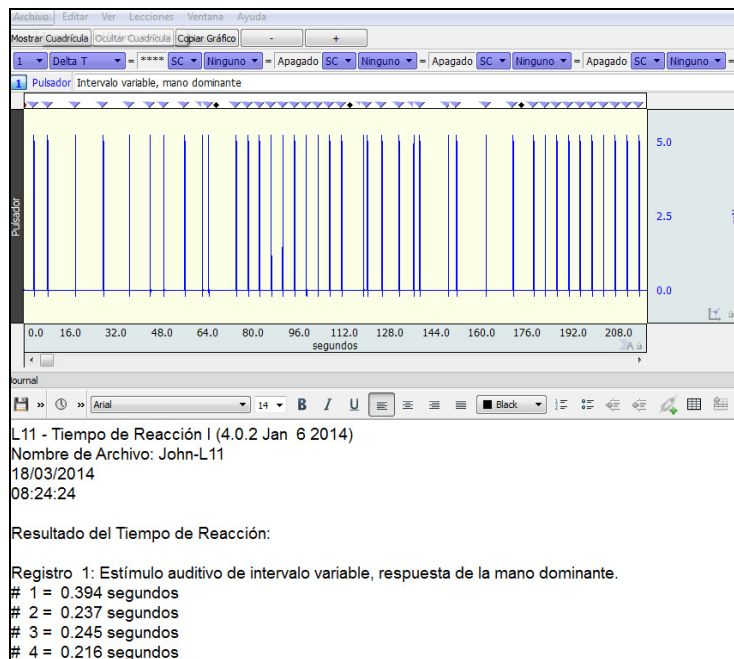 Archivo Editar Ver Lecciones Ventana Ayuda
Mostrar Cuadrícula Ocultar Cuadrícula Copiar Gráfico - +
1 Delta T = **** SC Ninguno = Apagado SC Ninguno = Apagado SC Ninguno = Apagado SC Ninguno =
1 Pulsador Intervalo variable, mano dominante
Pulsador
5.0
2.5
0.0
0.0 16.0 32.0 48.0 64.0 80.0 96.0 112.0 128.0 144.0 160.0 176.0 192.0 208.0
segundos
ournal
» » Arial 14 B I U Black
L11 - Tiempo de Reacción I (4.0.2 Jan 6 2014)
Nombre de Archivo: John-L11
18/03/2014
08:24:24
Resultado del Tiempo de Reacción:
Registro 1: Estímulo auditivo de intervalo variable, respuesta de la mano dominante.
# 1 = 0.394 segundos
# 2 = 0.237 segundos
# 3 = 0.245 segundos
# 4 = 0.216 segundos